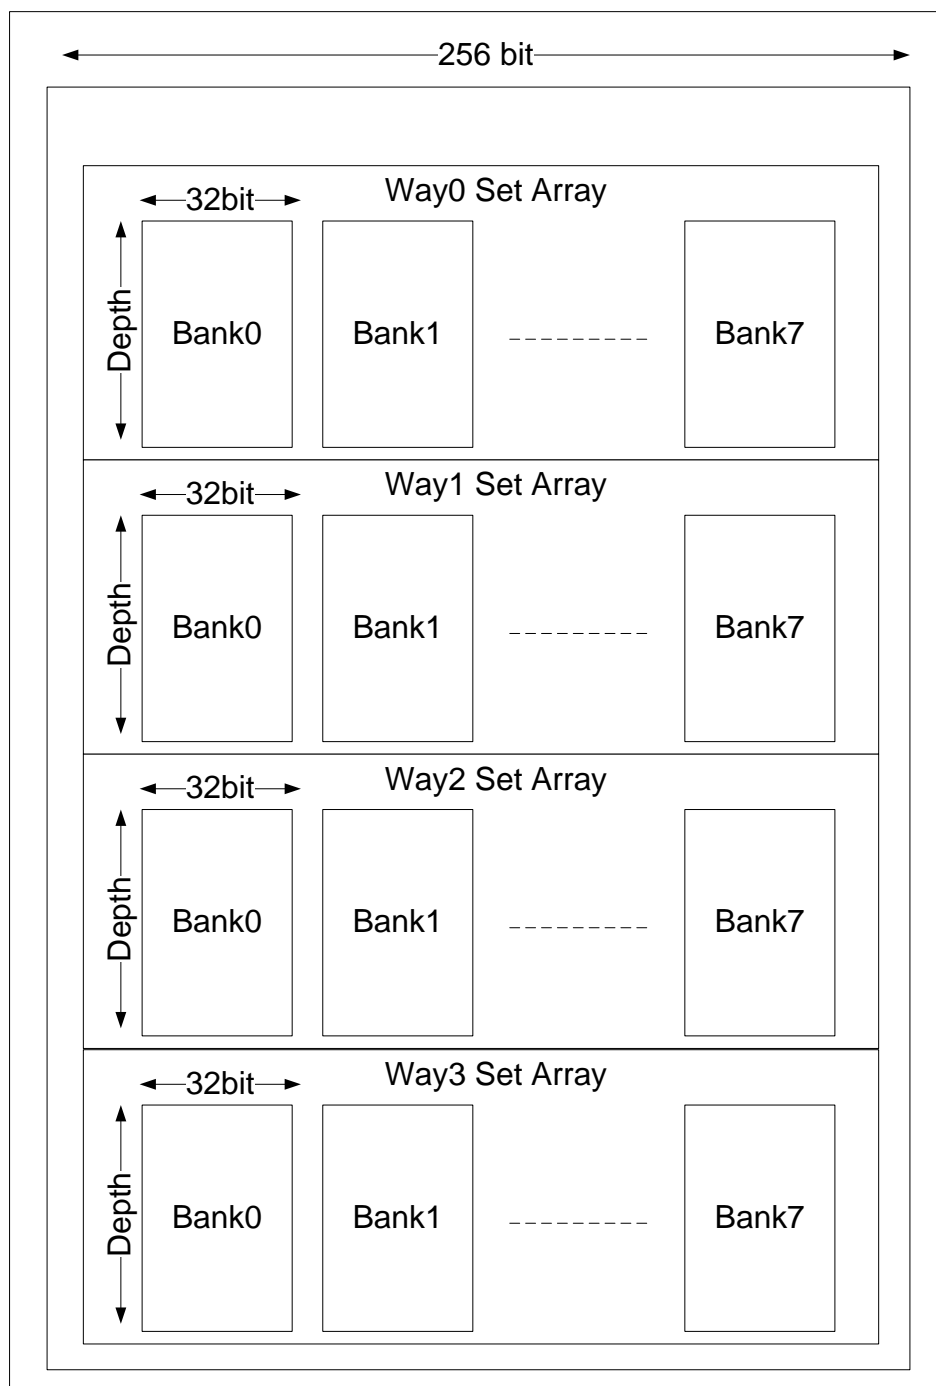 256 bit
Way0 Set Array
32bit
Depth
Bank0
Bank1
Bank7
Way1 Set Array
32bit
Depth
Bank0
Bank1
Bank7
Way2 Set Array
32bit
Depth
Bank0
Bank1
Bank7
Way3 Set Array
32bit
Depth
Bank0
Bank1
Bank7